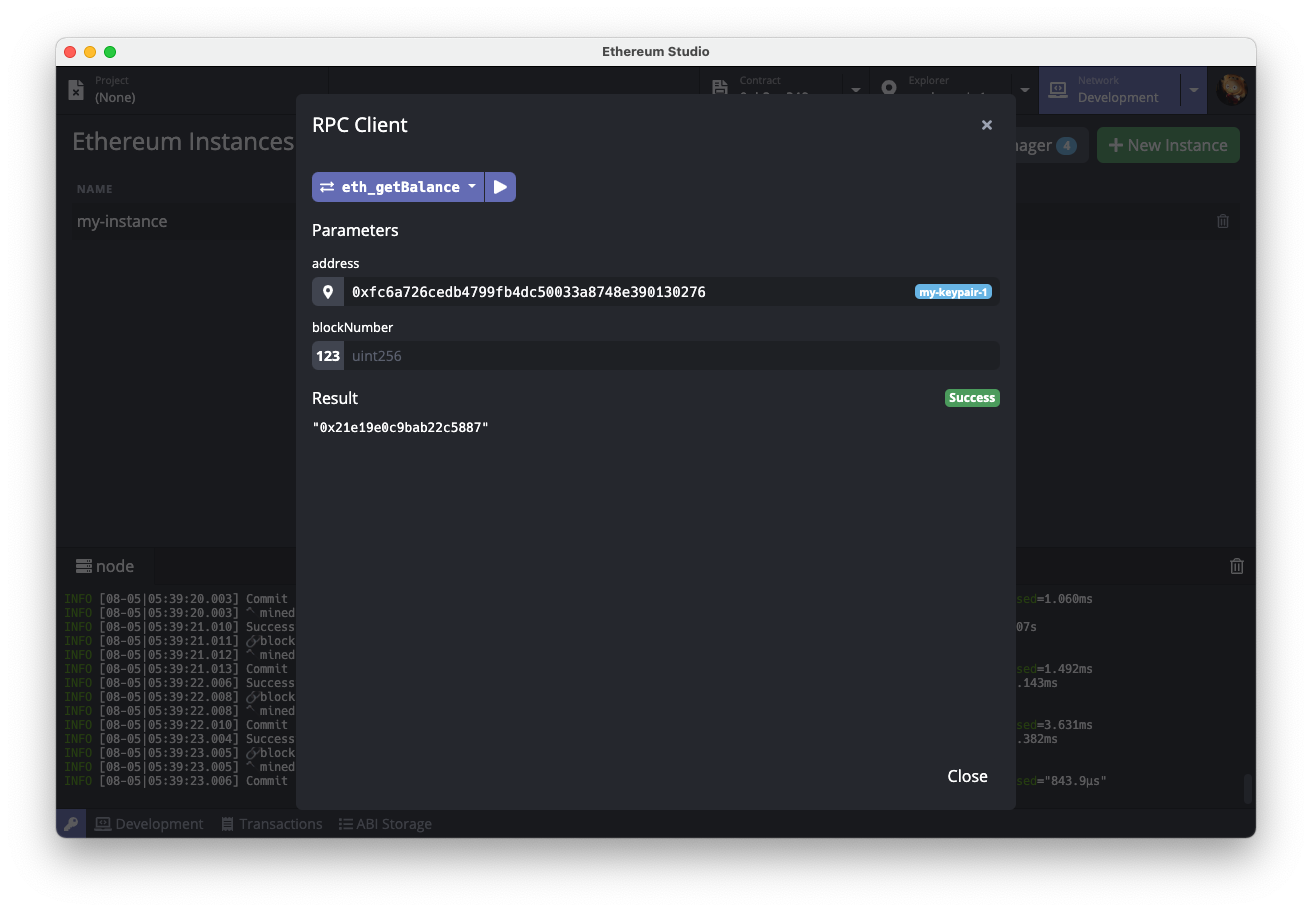 Ethereum Studio
Project
(None)
Contract
Explorer
Network
Development
Ethereum Instances
4
New Instance
NAME
my-instance
RPC Client
eth_getBalance
Parameters
address
0xfc6a726cedb4799fb4dc50033a8748e390130276
my-keypair-1
blockNumber
123 uint256
Result
Success
"0x21e19e0c9bab22c5887"
Close
node
INFO [08-05|05:39:20.003] Commit sed=1.060ms
INFO [08-05|05:39:20.003] ^ mined
INFO [08-05|05:39:21.010] Success 07s
INFO [08-05|05:39:21.011] 🔗block
INFO [08-05|05:39:21.012] ^ mined
INFO [08-05|05:39:21.013] Commit sed=1.492ms
INFO [08-05|05:39:22.006] Success .143ms
INFO [08-05|05:39:22.008] 🔗block
INFO [08-05|05:39:22.008] ^ mined
INFO [08-05|05:39:22.010] Commit sed=3.631ms
INFO [08-05|05:39:23.004] Success .382ms
INFO [08-05|05:39:23.005] 🔗block
INFO [08-05|05:39:23.005] ^ mined
INFO [08-05|05:39:23.006] Commit sed="843.9µs"
Development Transactions ABI Storage